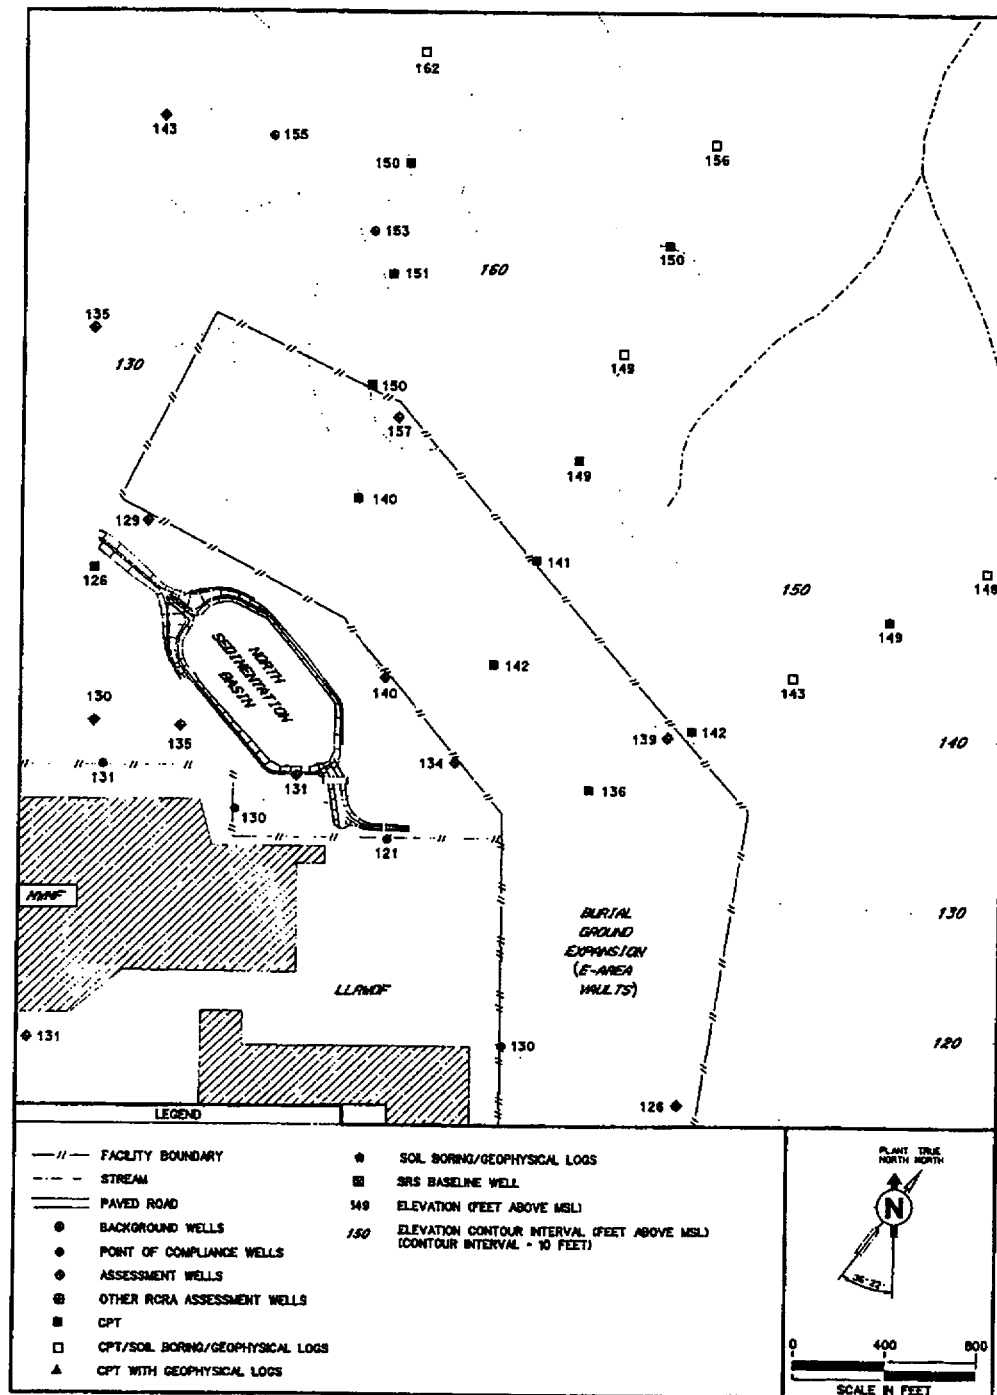 162
143
155
150
156
153
150
151
160
135
130
149
150
157
149
140
129
141
126
150
148
149
142
NORTH
SEDIMENTATION
BASIN
140
143
130
135
139
142
140
131
134
131
136
130
121
MWMF
BURIAL
GROUND
EXPANSION
(E-AREA
VAULTS)
130
LLRWDF
131
130
120
126
LEGEND
FACILITY BOUNDARY
STREAM
PAVED ROAD
BACKGROUND WELLS
POINT OF COMPLIANCE WELLS
ASSESSMENT WELLS
OTHER RCRA ASSESSMENT WELLS
CPT
CPT/SOIL BORING/GEOPHYSICAL LOGS
CPT WITH GEOPHYSICAL LOGS
SOIL BORING/GEOPHYSICAL LOGS
SRS BASELINE WELL
149 ELEVATION (FEET ABOVE MSL)
150 ELEVATION CONTOUR INTERVAL (FEET ABOVE MSL)
(CONTOUR INTERVAL - 10 FEET)
PLANT TRUE
NORTH NORTH
N
36°22'
0 400 800
SCALE IN FEET